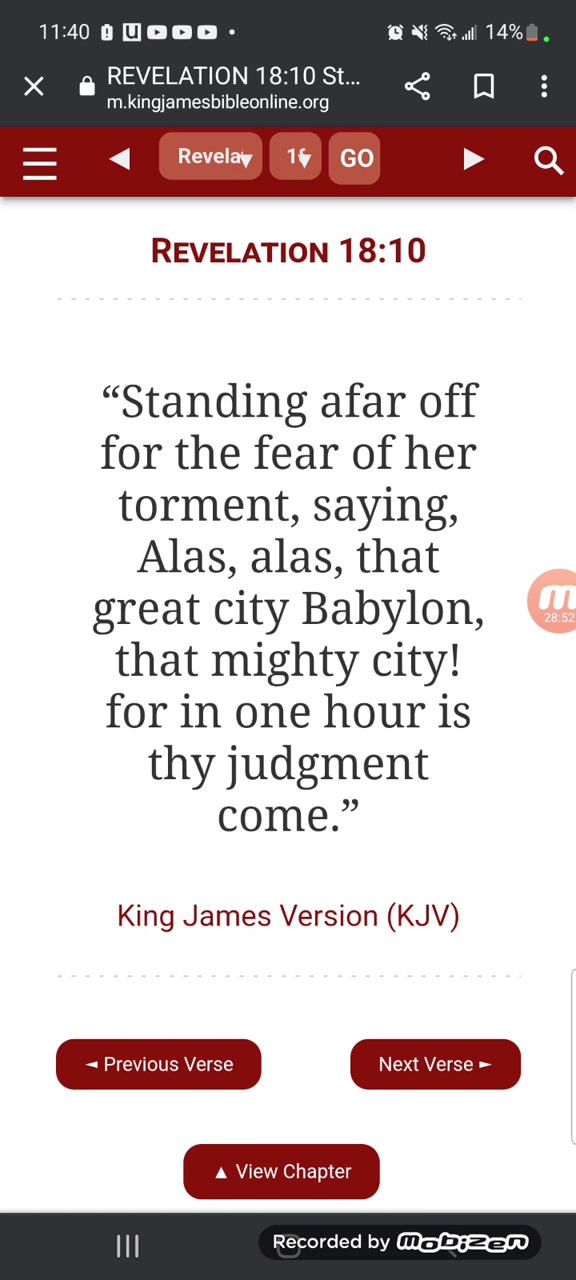 11:40 14%
REVELATION 18:10 St...
m.kingjamesbibleonline.org
Revela GO
REVELATION 18:10
“Standing afar off
for the fear of her
torment, saying,
Alas, alas, that
great city Babylon,
that mighty city!
for in one hour is
thy judgment
come.”
28:52
King James Version (KJV)
◄ Previous Verse Next Verse ►
▲ View Chapter
Recorded by mobizen